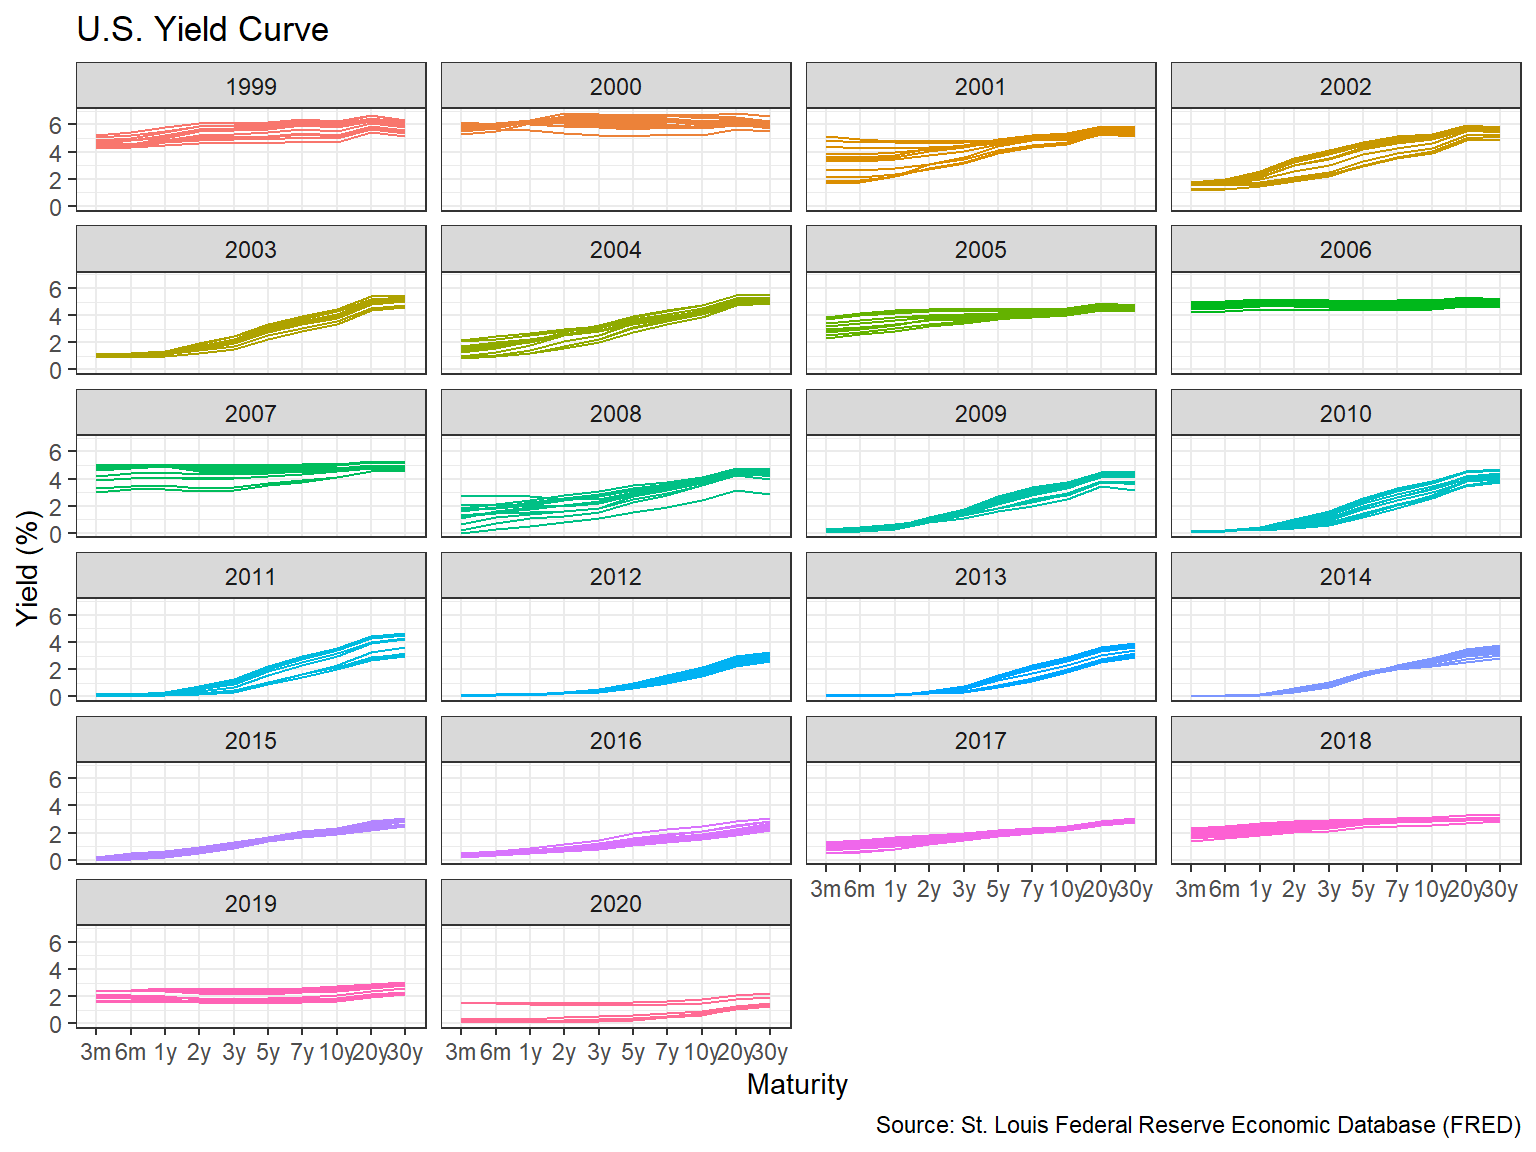 U.S. Yield Curve
1999 2000 2001 2002
6
4
2
0
2003 2004 2005 2006
6
4
2
0
2007 2008 2009 2010
6
4
2
0
Yield (%)
2011 2012 2013 2014
6
4
2
0
2015 2016 2017 2018
6
4
2
0
3m 6m 1y 2y 3y 5y 7y 10y 20y 30y 3m 6m 1y 2y 3y 5y 7y 10y 20y 30y
2019 2020
6
4
2
0
3m 6m 1y 2y 3y 5y 7y 10y 20y 30y 3m 6m 1y 2y 3y 5y 7y 10y 20y 30y
Maturity
Source: St. Louis Federal Reserve Economic Database (FRED)